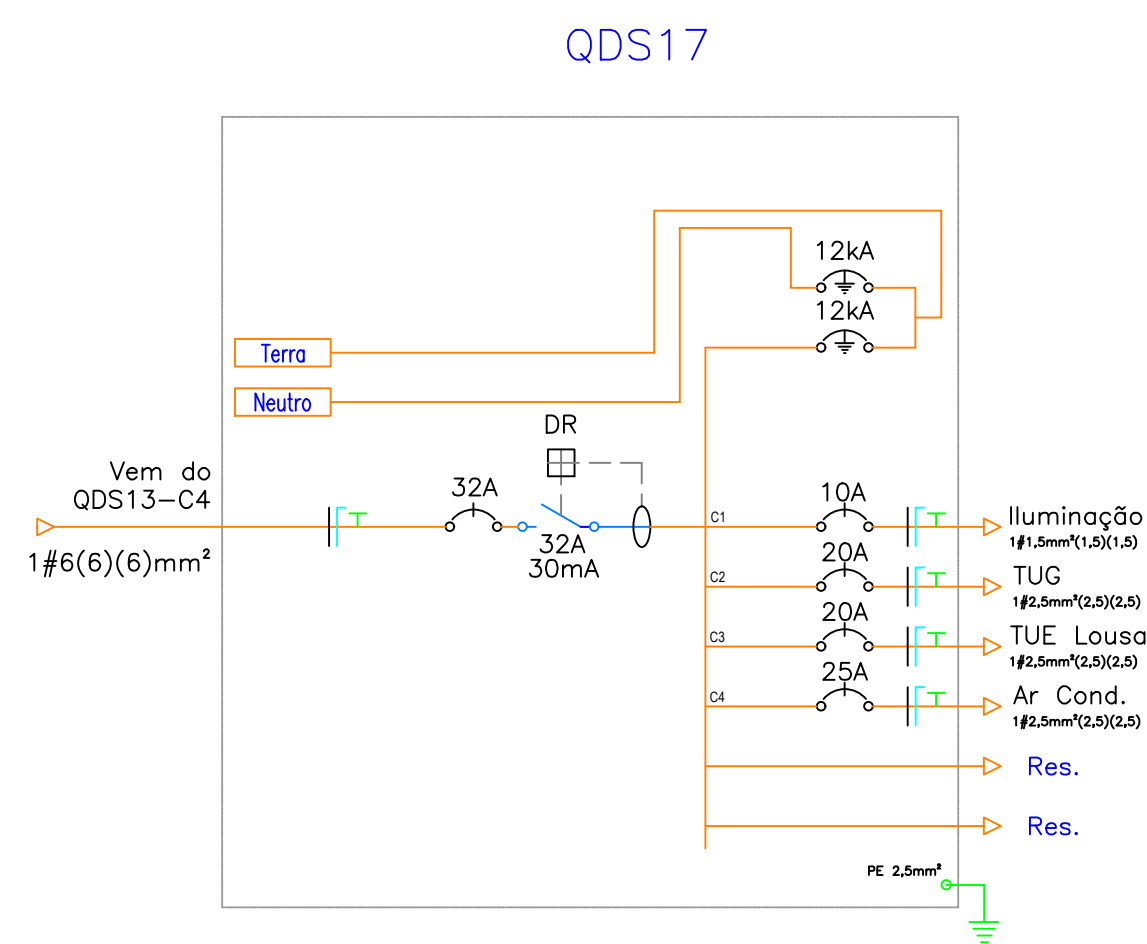 QDS17
12kA
12kA
Terra
Neutro
DR
Vem do
QDS13-C4
1#6(6)(6)mm²
T
32A
32A
30mA
C1
10A
T
Iluminação
1#1,5mm²(1,5)(1,5)
C2
20A
T
TUG
1#2,5mm²(2,5)(2,5)
C3
20A
T
TUE Lousa
1#2,5mm²(2,5)(2,5)
C4
25A
T
Ar Cond.
1#2,5mm²(2,5)(2,5)
Res.
Res.
PE 2,5mm²